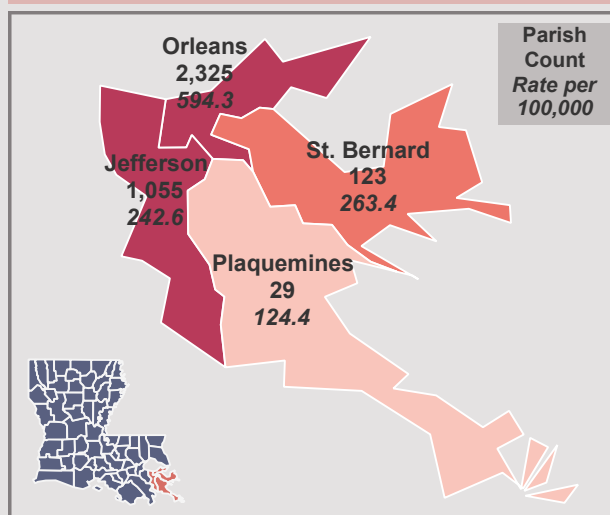 Orleans
2,325
594.3
Parish
Count
Rate per
100,000
Jefferson
1,055
242.6
St. Bernard
123
263.4
Plaquemines
29
124.4